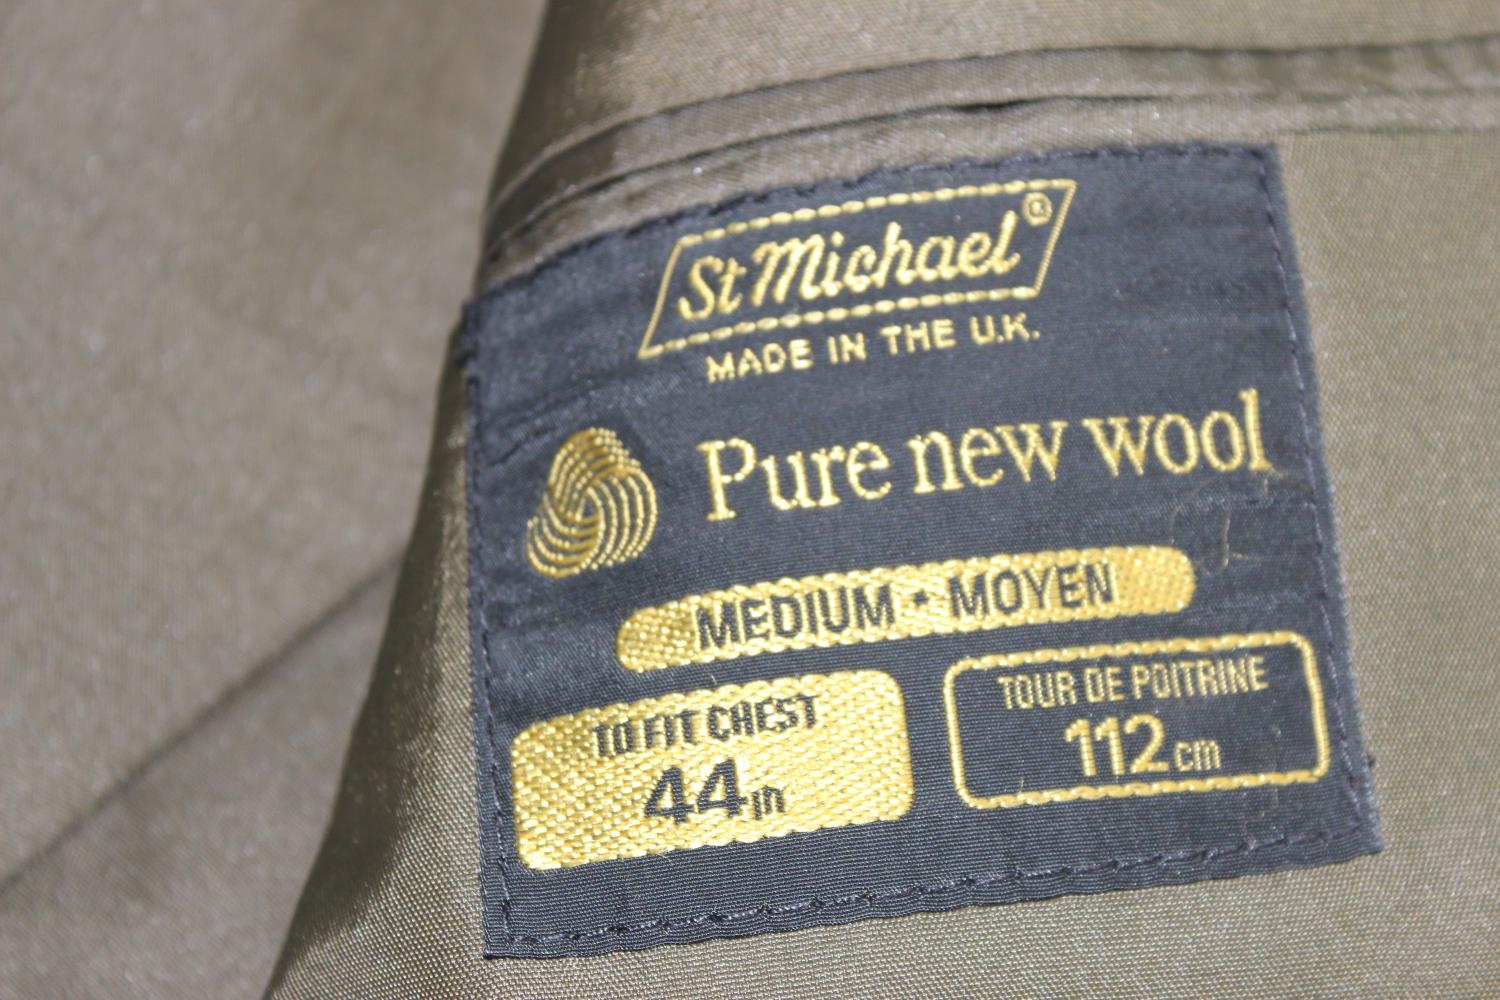 St Michael®
MADE IN THE U.K.
Pure new wool
MEDIUM • MOYEN
TO FIT CHEST
44in
TOUR DE POITRINE
112cm